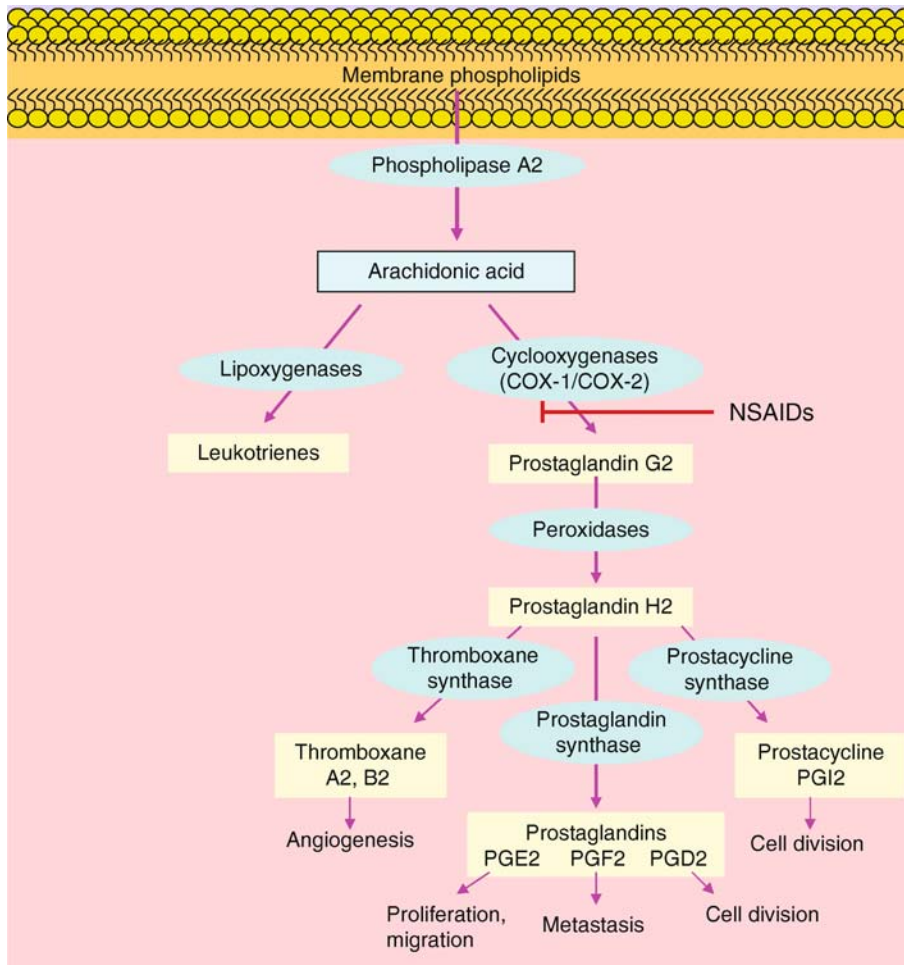 Membrane phospholipids
Phospholipase A2
Arachidonic acid
Lipoxygenases
Cyclooxygenases
(COX-1/COX-2)
NSAIDs
Leukotrienes
Prostaglandin G2
Peroxidases
Prostaglandin H2
Thromboxane
synthase
Prostacycline
synthase
Prostaglandin
synthase
Thromboxane
A2, B2
Prostacycline
PGI2
Angiogenesis
Prostaglandins
PGE2 PGF2 PGD2
Cell division
Proliferation,
migration
Metastasis
Cell division